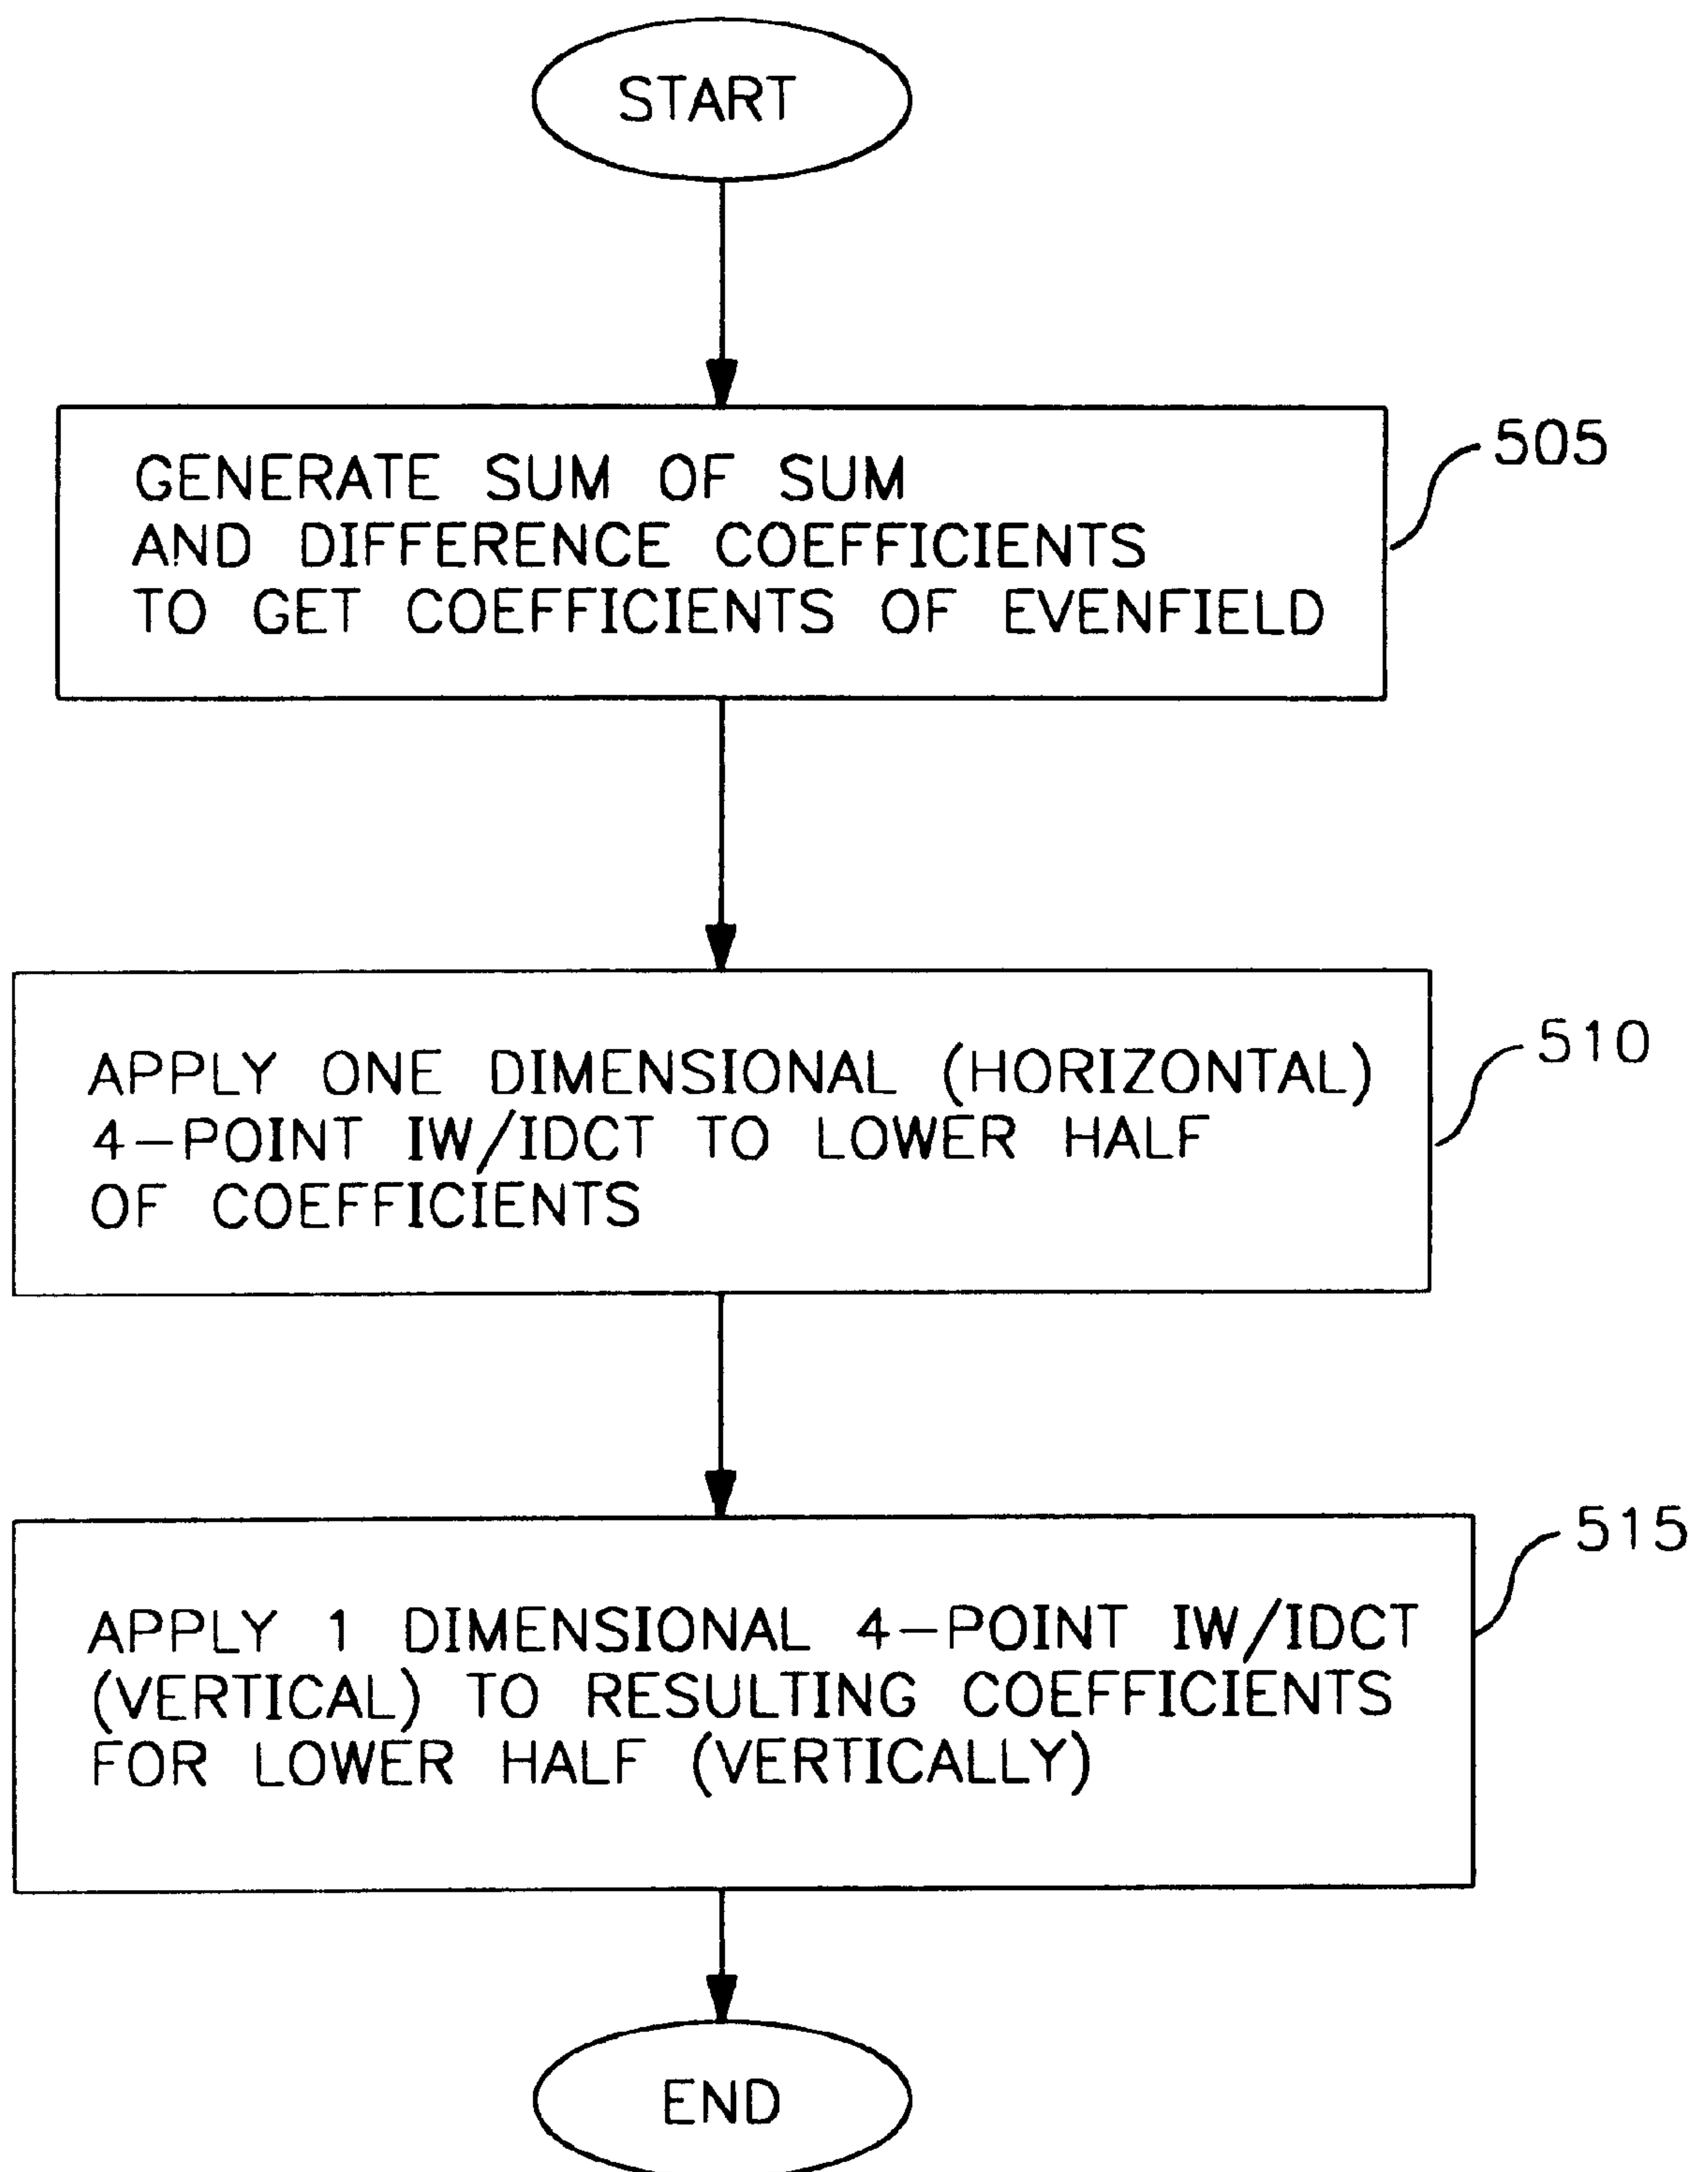 START
GENERATE SUM OF SUM
AND DIFFERENCE COEFFICIENTS
TO GET COEFFICIENTS OF EVENFIELD
505
APPLY ONE DIMENSIONAL (HORIZONTAL)
4-POINT IW/IDCT TO LOWER HALF
OF COEFFICIENTS
510
APPLY 1 DIMENSIONAL 4-POINT IW/IDCT
(VERTICAL) TO RESULTING COEFFICIENTS
FOR LOWER HALF (VERTICALLY)
515
END